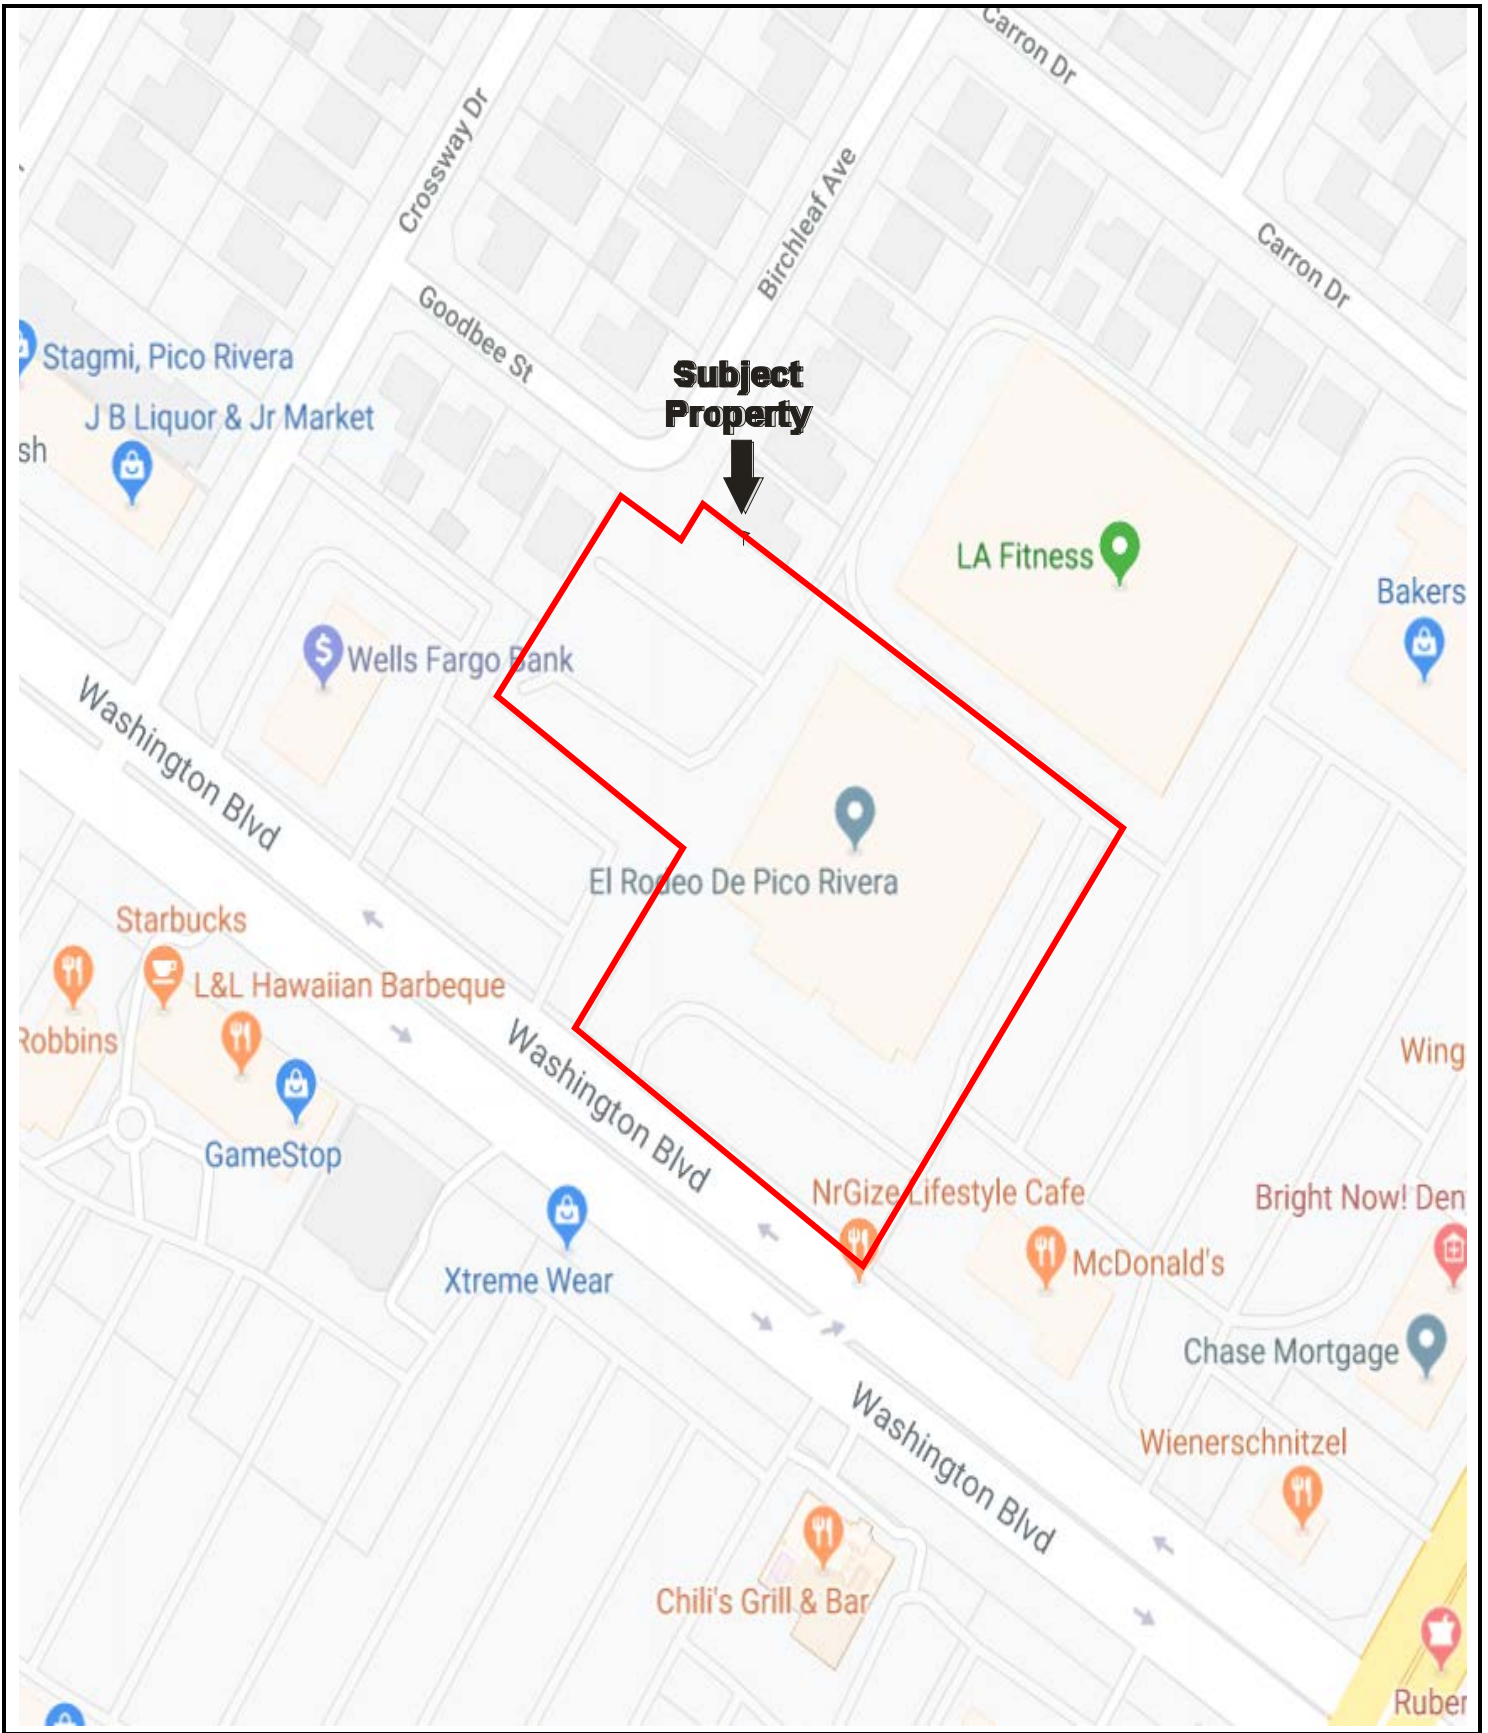 Carron Dr
Crossway Dr
Birchleaf Ave
Carron Dr
Goodbee St
Stagmi, Pico Rivera
Subject
Property
J B Liquor & Jr Market
sh
LA Fitness
Bakers
Wells Fargo Bank
Washington Blvd
El Rodeo De Pico Rivera
Starbucks
L&L Hawaiian Barbeque
Robbins
Washington Blvd
Wing
GameStop
NrGize Lifestyle Cafe
Bright Now! Den
McDonald's
Xtreme Wear
Chase Mortgage
Washington Blvd
Wienerschnitzel
Chili's Grill & Bar
Ruber